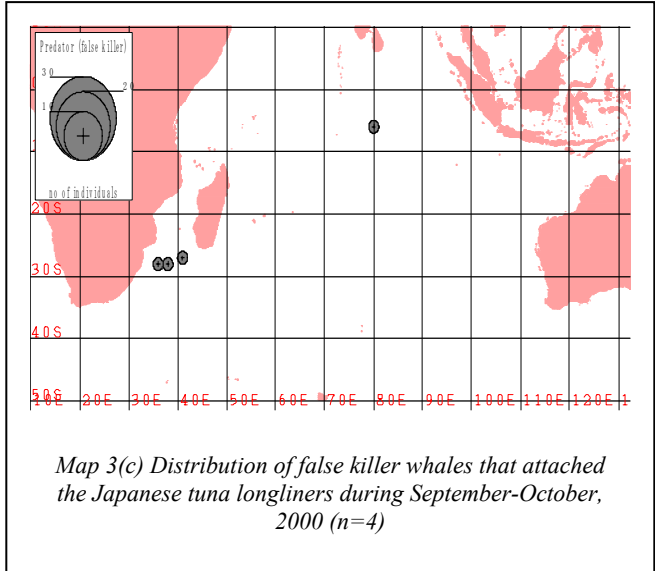 Predator (false killer)
30
20
10
no of individuals
20S
30S
40S
50S
10E 20E 30E 40E 50E 60E 70E 80E 90E 100E 110E 120E 1
Map 3(c) Distribution of false killer whales that attached
the Japanese tuna longliners during September-October,
2000 (n=4)